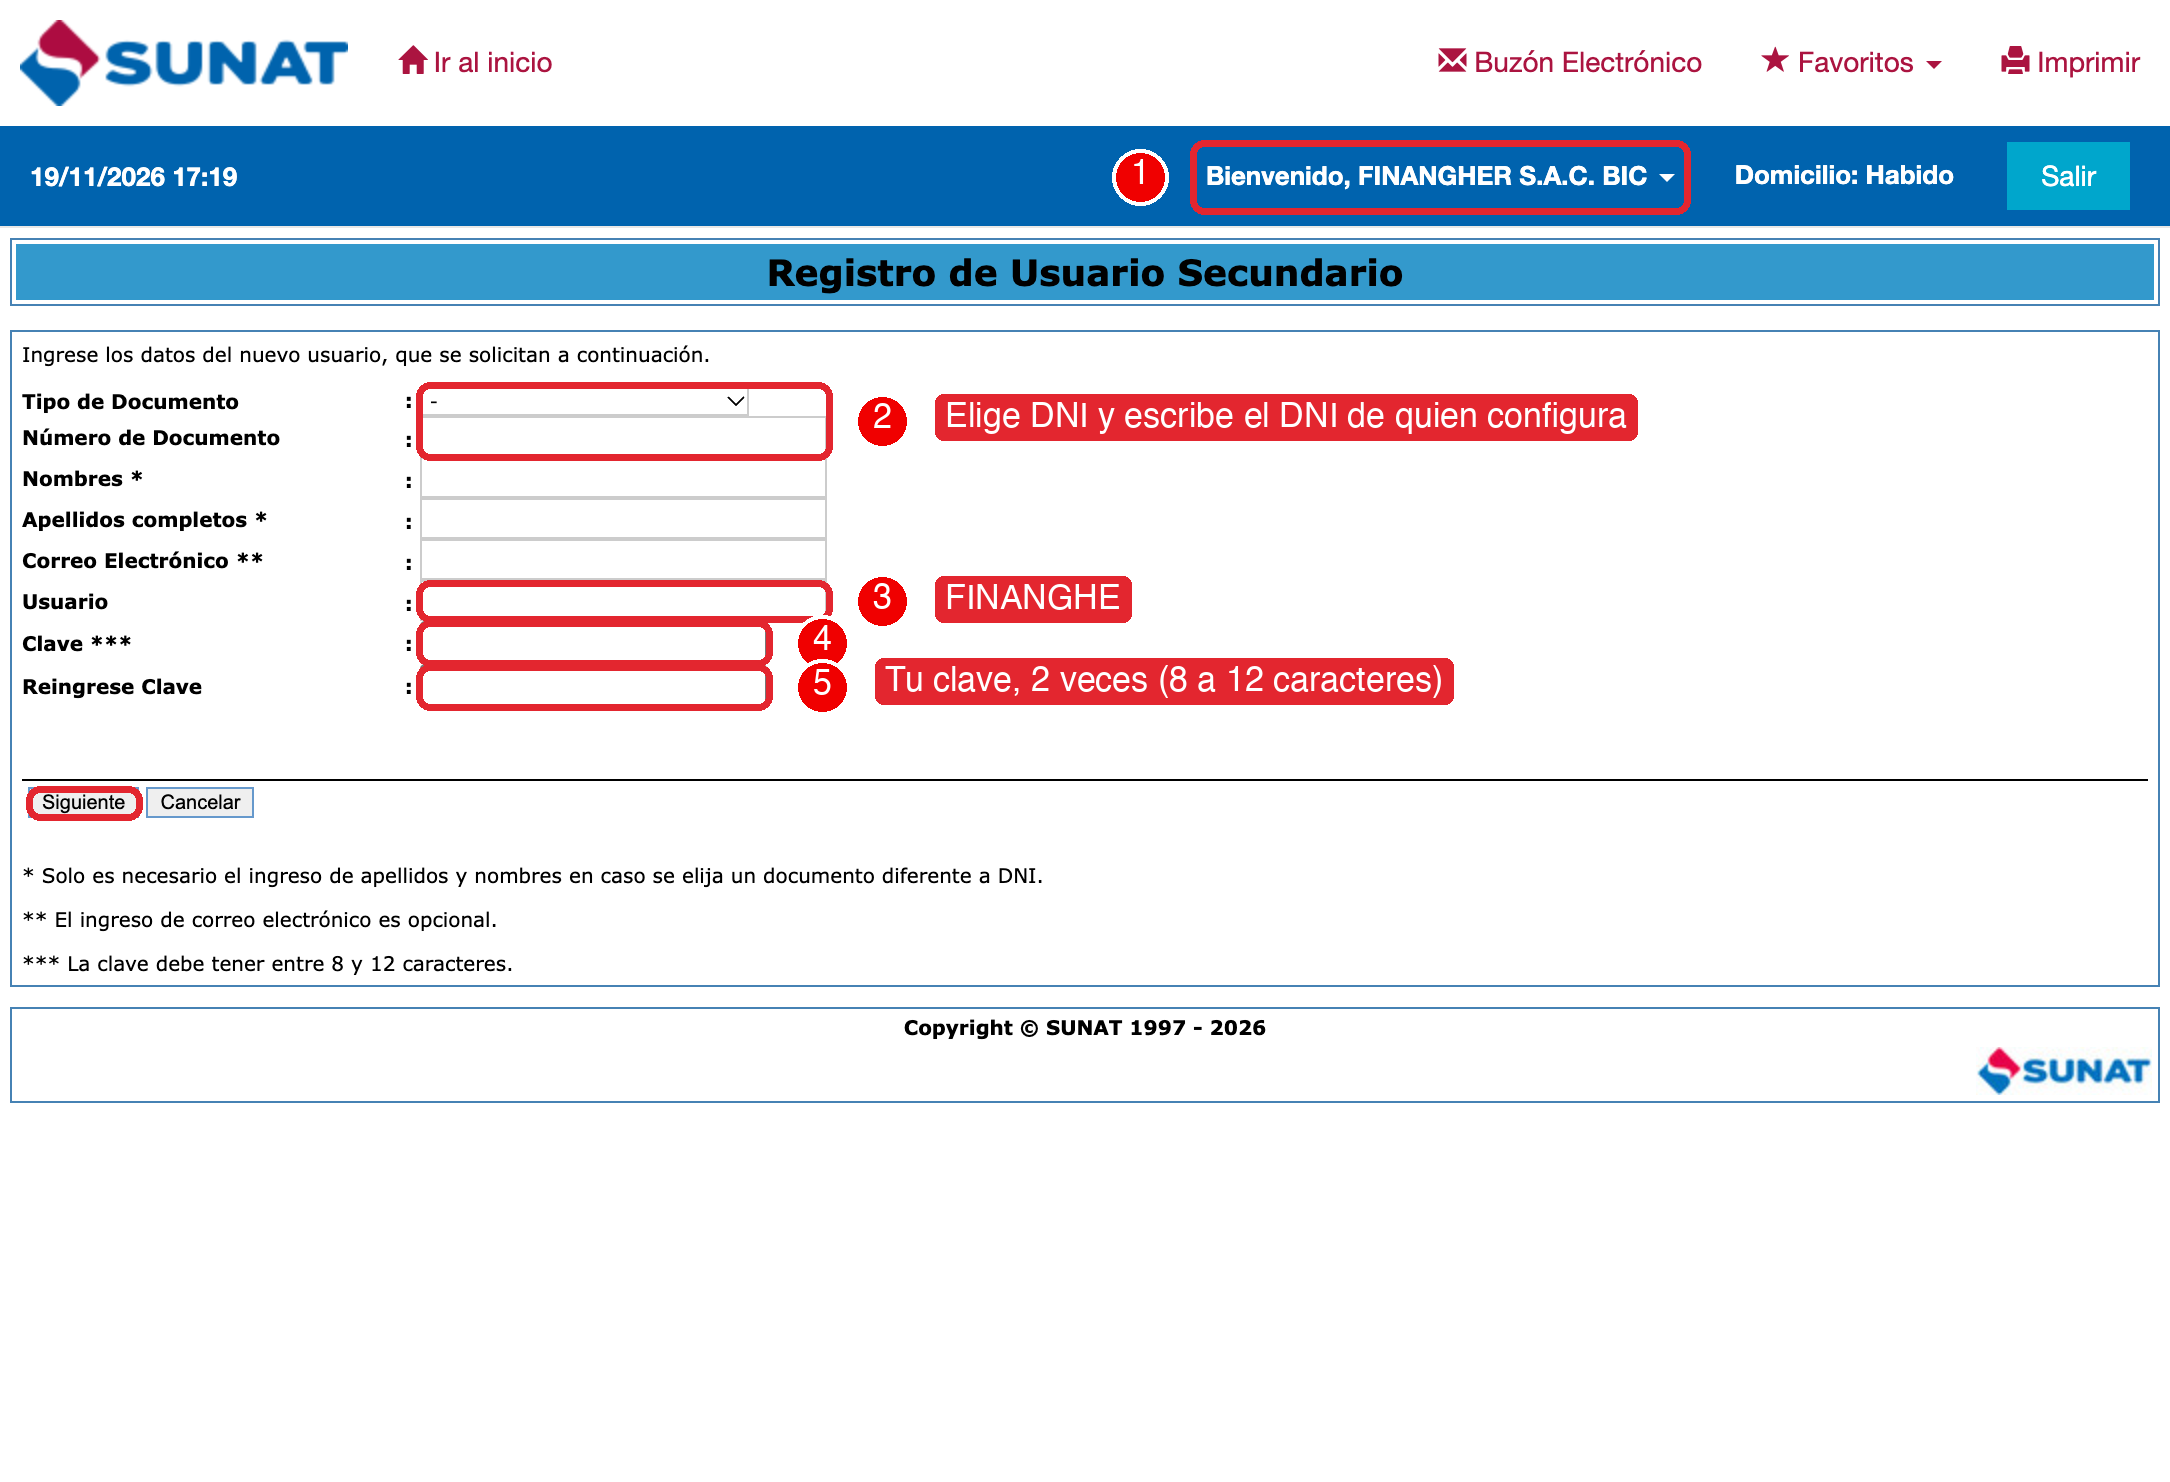 SUNAT
Ir al inicio
Buzón Electrónico
Favoritos
Imprimir
19/11/2026 17:19
1
Bienvenido, FINANGHER S.A.C. BIC
Domicilio: Habido
Salir
Registro de Usuario Secundario
Ingrese los datos del nuevo usuario, que se solicitan a continuación.
Tipo de Documento : -
Número de Documento :
2 Elige DNI y escribe el DNI de quien configura
Nombres * :
Apellidos completos * :
Correo Electrónico ** :
Usuario : 3 FINANGHE
Clave *** : 4
Reingrese Clave : 5 Tu clave, 2 veces (8 a 12 caracteres)
Siguiente Cancelar
* Solo es necesario el ingreso de apellidos y nombres en caso se elija un documento diferente a DNI.
** El ingreso de correo electrónico es opcional.
*** La clave debe tener entre 8 y 12 caracteres.
Copyright © SUNAT 1997 - 2026
SUNAT